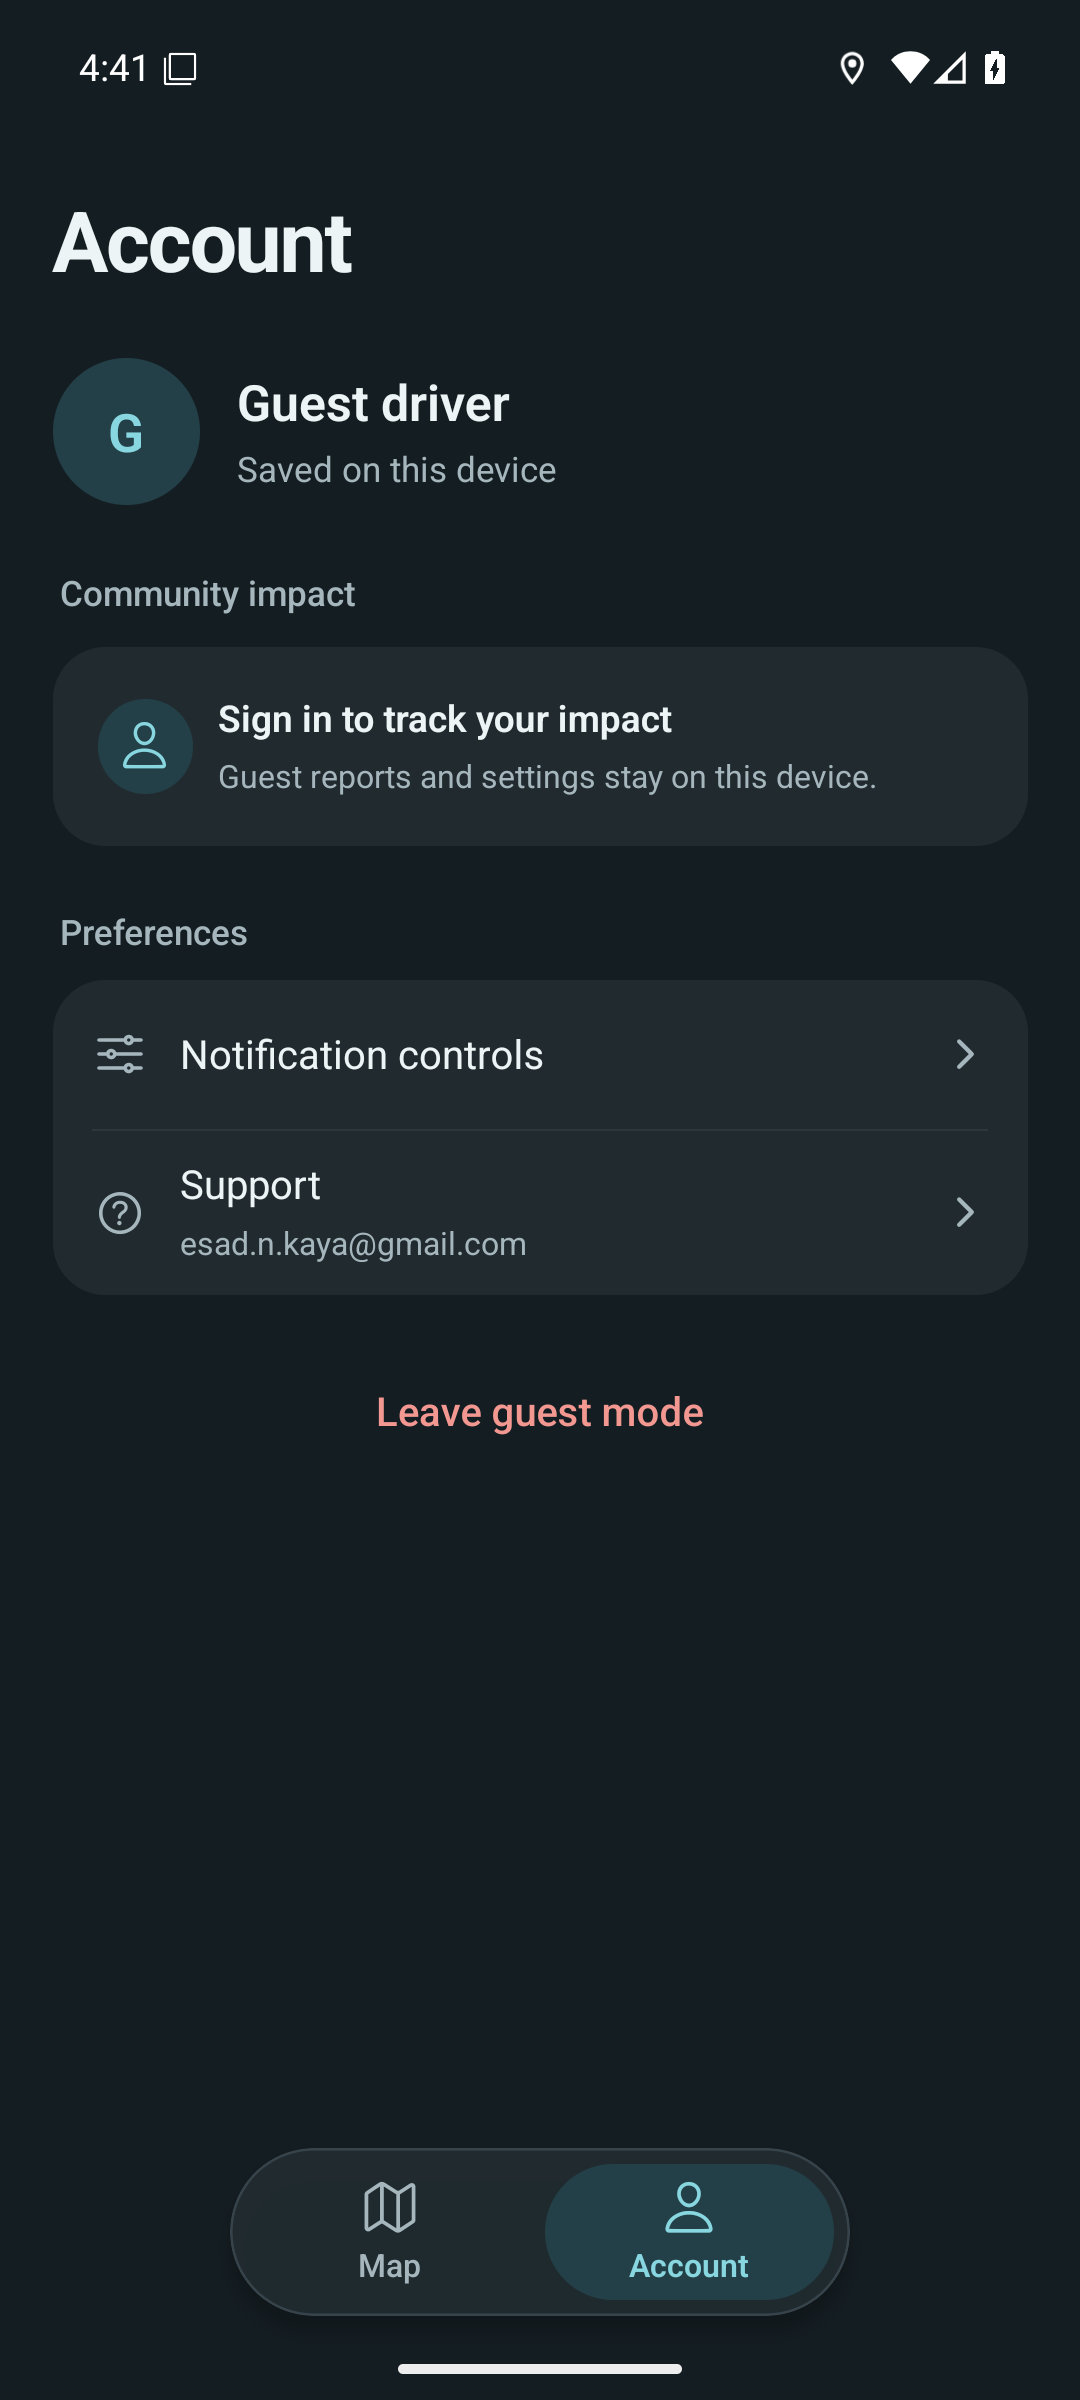 4:41
Account
G
Guest driver
Saved on this device
Community impact
Sign in to track your impact
Guest reports and settings stay on this device.
Preferences
Notification controls
Support
esad.n.kaya@gmail.com
Leave guest mode
Map
Account